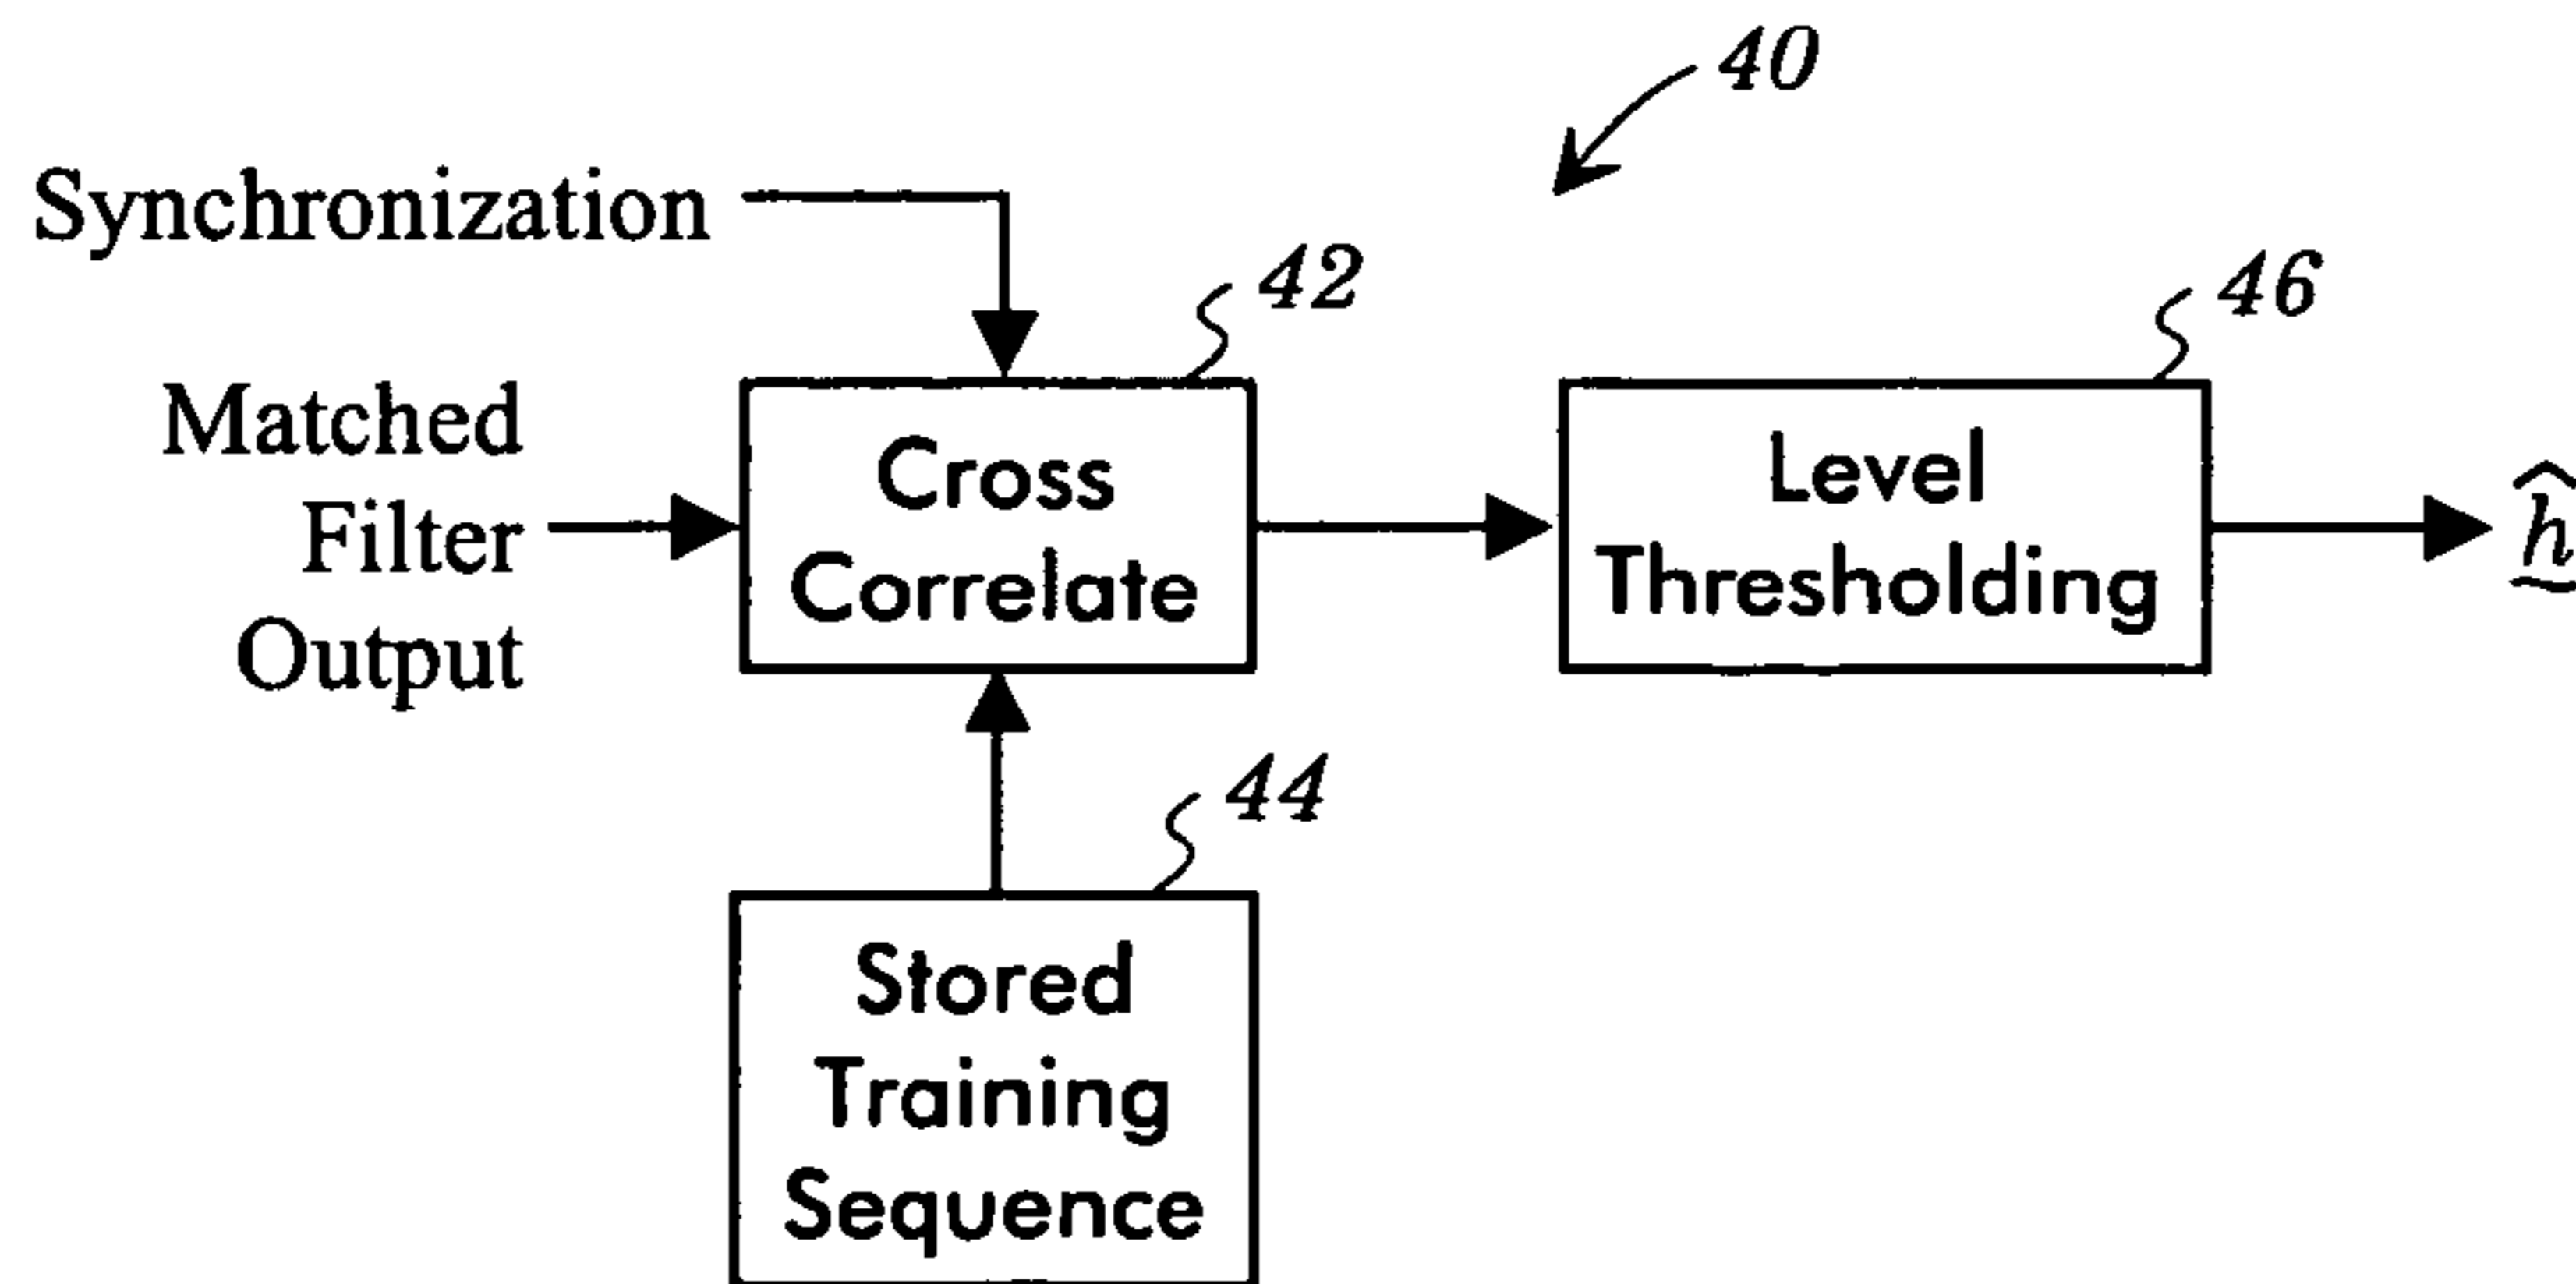 40
Synchronization
42
46
Matched
Filter
Output
Cross
Correlate
Level
Thresholding
ĥ
44
Stored
Training
Sequence